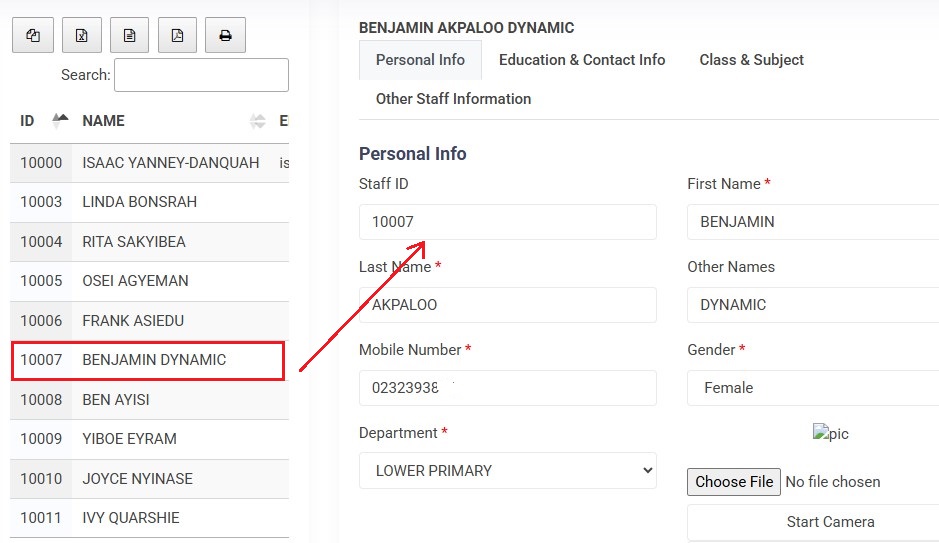 Search:
ID NAME
10000 ISAAC YANNEY-DANQUAH is
10003 LINDA BONSRAH
10004 RITA SAKYIBEA
10005 OSEI AGYEMAN
10006 FRANK ASIEDU
10007 BENJAMIN DYNAMIC
10008 BEN AYISI
10009 YIBOE EYRAM
10010 JOYCE NYINASE
10011 IVY QUARSHIE
BENJAMIN AKPALOO DYNAMIC
Personal Info Education & Contact Info Class & Subject
Other Staff Information
Personal Info
Staff ID First Name *
10007 BENJAMIN
Last Name * Other Names
AKPALOO DYNAMIC
Mobile Number * Gender *
02323938 Female
Department * pic
LOWER PRIMARY
Choose File No file chosen
Start Camera